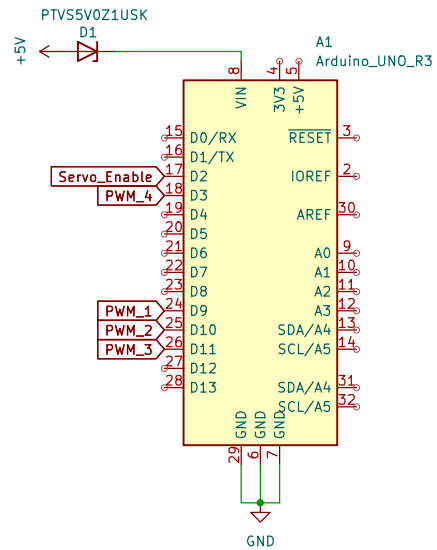 PTVS5V0Z1USK
D1
+5V
A1
Arduino_UNO_R3
8
4
5
VIN
3V3
+5V
15
D0/RX
RESET
3
16
D1/TX
Servo_Enable
17
D2
IOREF
2
PWM_4
18
D3
19
D4
AREF
30
20
D5
21
D6
A0
9
22
D7
A1
10
23
D8
A2
11
PWM_1
24
D9
A3
12
PWM_2
25
D10
SDA/A4
13
PWM_3
26
D11
SCL/A5
14
27
D12
28
D13
SDA/A4
31
SCL/A5
32
GND
GND
GND
29
6
7
GND